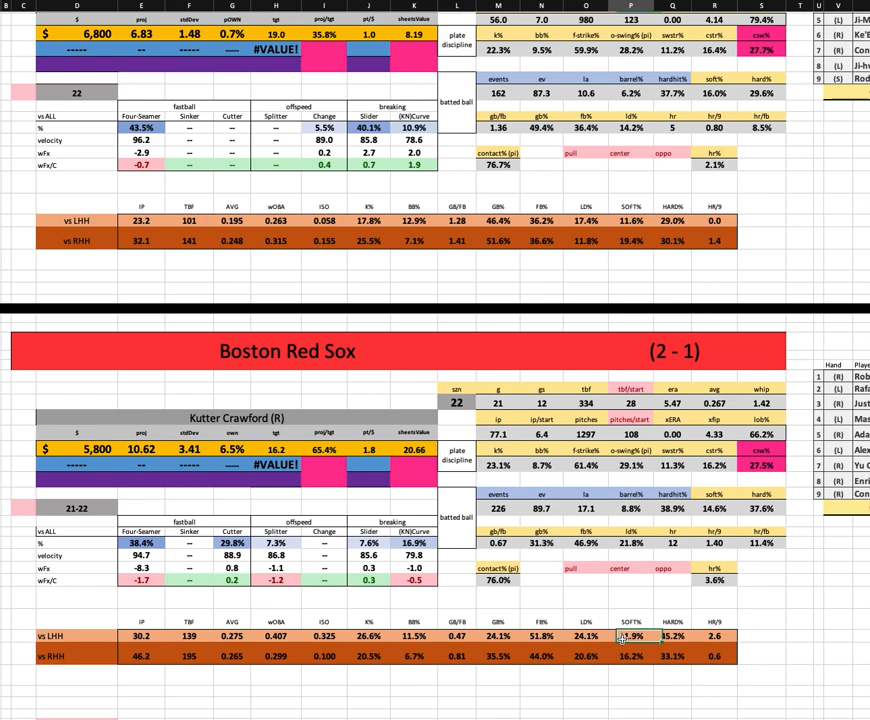 B C D E F G H I J K L M N O P Q R S T U V W
$ proj stdDev pOWN tgt proj/tgt pt/$ sheetsValue 56.0 7.0 980 123 0.00 4.14 79.4% 5 (L) Ji-M
$ 6,800 6.83 1.48 0.7% 19.0 35.8% 1.0 8.19 plate discipline k% bb% f-strike% o-swing% (pi) swstr% cstr% csw% 6 (R) Ke'B
----- ----- ---- #VALUE! 22.3% 9.5% 59.9% 28.2% 11.2% 16.4% 27.7% 7 (R) Con
8 (L) Ji-hv
22 batted ball events ev la barrel% hardhit% soft% hard% 9 (S) Rod
162 87.3 10.6 6.2% 37.7% 16.0% 29.6%
fastball offspeed breaking gb/fb gb% fb% ld% hr hr/9 hr/fb
vs ALL Four-Seamer Sinker Cutter Splitter Change Slider (KN)Curve
% 43.5% -- -- -- 5.5% 40.1% 10.9% 1.36 49.4% 36.4% 14.2% 5 0.80 8.5%
velocity 96.2 -- -- -- 89.0 85.8 78.6
wFx -2.9 -- -- -- 0.2 2.7 2.0 contact% (pi) pull center oppo hr%
wFx/C -0.7 -- -- -- 0.4 0.7 1.9 76.7% 2.1%
IP TBF AVG wOBA ISO K% BB% GB/FB GB% FB% LD% SOFT% HARD% HR/9
vs LHH 23.2 101 0.195 0.263 0.058 17.8% 12.9% 1.28 46.4% 36.2% 17.4% 11.6% 29.0% 0.0
vs RHH 32.1 141 0.248 0.315 0.155 25.5% 7.1% 1.41 51.6% 36.6% 11.8% 19.4% 30.1% 1.4
Boston Red Sox (2 - 1)
Hand Playe
1 (R) Rob
szn g gs tbf tbf/start era avg whip 2 (L) Rafa
22 21 12 334 28 5.47 0.267 1.42 3 (R) Just
Kutter Crawford (R) ip ip/start pitches pitches/start xERA xfip lob% 4 (L) Mas
$ proj stdDev own tgt proj/tgt pt/$ sheetsValue 77.1 6.4 1297 108 0.00 4.33 66.2% 5 (R) Ada
$ 5,800 10.62 3.41 6.5% 16.2 65.4% 1.8 20.66 plate discipline k% bb% f-strike% o-swing% (pi) swstr% cstr% csw% 6 (L) Alex
----- ----- ---- #VALUE! 23.1% 8.7% 61.4% 29.1% 11.3% 16.2% 27.5% 7 (R) Yu C
8 (R) Enri
21-22 batted ball events ev la barrel% hardhit% soft% hard% 9 (R) Con
226 89.7 17.1 8.8% 38.9% 14.6% 37.6%
fastball offspeed breaking
vs ALL Four-Seamer Sinker Cutter Splitter Change Slider (KN)Curve gb/fb gb% fb% ld% hr hr/9 hr/fb
% 38.4% -- 29.8% 7.3% -- 7.6% 16.9% 0.67 31.3% 46.9% 21.8% 12 1.40 11.4%
velocity 94.7 -- 88.9 86.8 -- 85.6 79.8
wFx -8.3 -- 0.8 -1.1 -- 0.3 -1.0 contact% (pi) pull center oppo hr%
wFx/C -1.7 -- 0.2 -1.2 -- 0.3 -0.5 76.0% 3.6%
IP TBF AVG wOBA ISO K% BB% GB/FB GB% FB% LD% SOFT% HARD% HR/9
vs LHH 30.2 139 0.275 0.407 0.325 26.6% 11.5% 0.47 24.1% 51.8% 24.1% 45.2% 2.6
vs RHH 46.2 195 0.265 0.299 0.100 20.5% 6.7% 0.81 35.5% 44.0% 20.6% 16.2% 33.1% 0.6